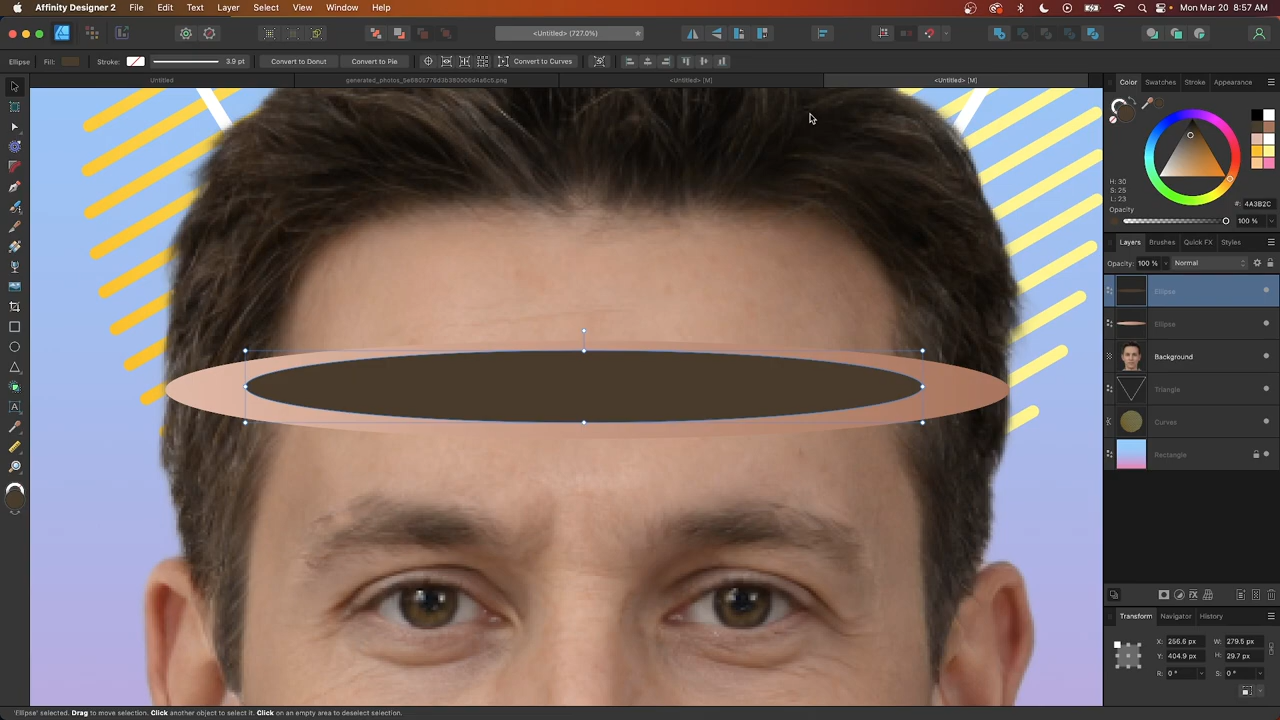 Affinity Designer 2 File Edit Text Layer Select View Window Help Mon Mar 20 8:57 AM
<Untitled> (727.0%)
Ellipse Fill: Stroke: 3.9 pt Convert to Donut Convert to Pie Convert to Curves
Untitled generated_photos_5e6805776d3b380006d4a6c5.png <Untitled> [M] <Untitled> [M]
Color Swatches Stroke Appearance
H: 30
S: 25
L: 23
#: 4A3B2C
Opacity
100 %
Layers Brushes Quick FX Styles
Opacity: 100 % Normal
Ellipse
Ellipse
Background
Triangle
Curves
Rectangle
Transform Navigator History
X: 256.6 px W: 279.5 px
Y: 404.9 px H: 29.7 px
R: 0 ° S: 0 °
'Ellipse' selected. Drag to move selection. Click another object to select it. Click on an empty area to deselect selection.